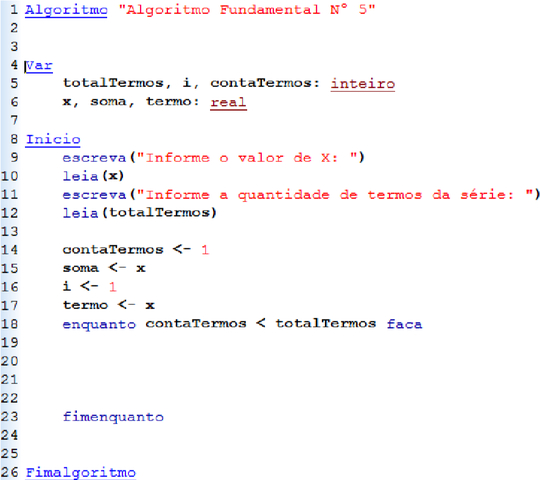 1 Algoritmo "Algoritmo Fundamental N° 5"
2
3
4 Var
5 totalTermos, i, contaTermos: inteiro
6 x, soma, termo: real
7
8 Inicio
9 escreva("Informe o valor de X: ")
10 leia(x)
11 escreva("Informe a quantidade de termos da série: ")
12 leia(totalTermos)
13
14 contaTermos <- 1
15 soma <- x
16 i <- 1
17 termo <- x
18 enquanto contaTermos < totalTermos faca
19
20
21
22
23 fimenquanto
24
25
26 Fimalgoritmo